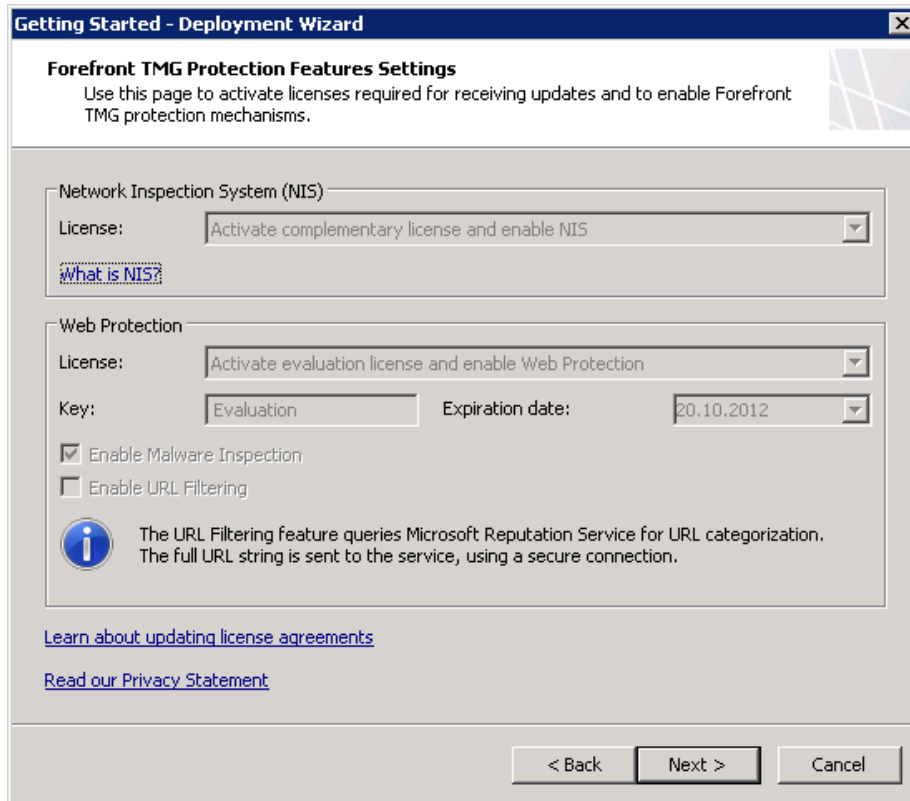 Getting Started - Deployment Wizard
Forefront TMG Protection Features Settings
Use this page to activate licenses required for receiving updates and to enable Forefront
TMG protection mechanisms.
Network Inspection System (NIS)
License: Activate complementary license and enable NIS
What is NIS?
Web Protection
License: Activate evaluation license and enable Web Protection
Key: Evaluation Expiration date: 20.10.2012
Enable Malware Inspection
Enable URL Filtering
The URL Filtering feature queries Microsoft Reputation Service for URL categorization.
The full URL string is sent to the service, using a secure connection.
Learn about updating license agreements
Read our Privacy Statement
< Back Next > Cancel